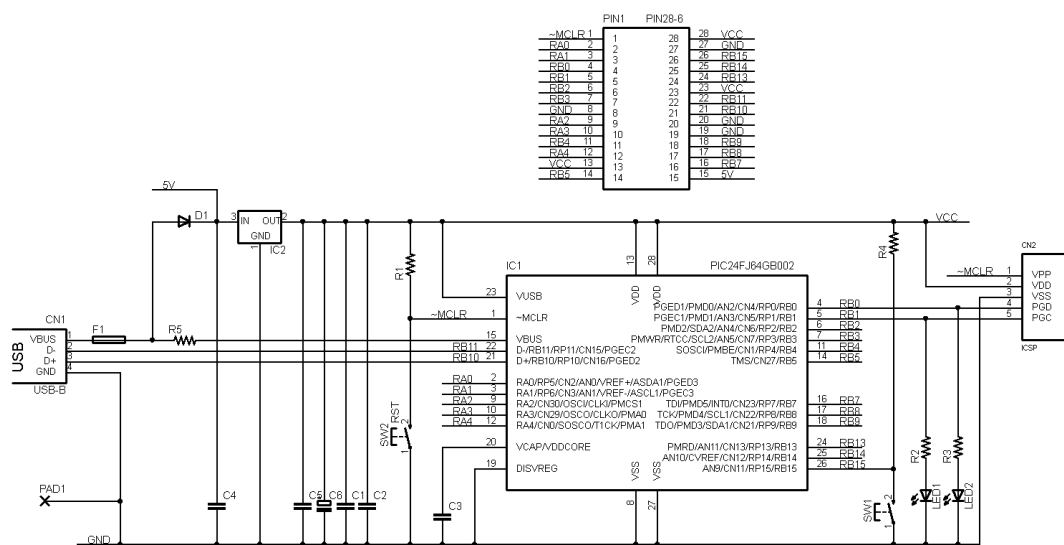 PIN1 PIN28-6
~MCLR 1 1 28 28 VCC
RA0 2 2 27 27 GND
RA1 3 3 26 26 RB15
RB0 4 4 25 25 RB14
RB1 5 5 24 24 RB13
RB2 6 6 23 23 VCC
RB3 7 7 22 22 RB11
GND 8 8 21 21 RB10
RA2 9 9 20 20 GND
RA3 10 10 19 19 GND
RB4 11 11 18 18 RB9
RA4 12 12 17 17 RB8
VCC 13 13 16 16 RB7
RB5 14 14 15 15 5V
5V
D1
3 IN OUT 2
GND
1
IC2
VCC
R1
R4
13
28
CN2
IC1 PIC24FJ64GB002
VDD VDD
~MCLR 1 VPP
2 VDD
3 VSS
4 PGD
5 PGC
ICSP
23 VUSB
~MCLR 1 ~MCLR
15 VBUS
RB11 22 D-/RB11/RP11/CN15/PGEC2
RB10 21 D+/RB10/RP10/CN16/PGED2
RA0 2 RA0/RP5/CN2/AN0/VREF+/ASDA1/PGED3
RA1 3 RA1/RP6/CN3/AN1/VREF-/ASCL1/PGEC3
RA2 9 RA2/CN30/OSCI/CLKI/PMCS1
RA3 10 RA3/CN29/OSCO/CLKO/PMA0
RA4 12 RA4/CN0/SOSCO/T1CK/PMA1
20 VCAP/VDDCORE
19 DISVREG
PGED1/PMD0/AN2/CN4/RP0/RB0 4 RB0
PGEC1/PMD1/AN3/CN5/RP1/RB1 5 RB1
PMD2/SDA2/AN4/CN6/RP2/RB2 6 RB2
PMWR/RTCC/SCL2/AN5/CN7/RP3/RB3 7 RB3
SOSCI/PMBE/CN1/RP4/RB4 11 RB4
TMS/CN27/RB5 14 RB5
TDI/PMD5/INT0/CN23/RP7/RB7 16 RB7
TCK/PMD4/SCL1/CN22/RP8/RB8 17 RB8
TDO/PMD3/SDA1/CN21/RP9/RB9 18 RB9
PMRD/AN11/CN13/RP13/RB13 24 RB13
AN10/CVREF/CN12/RP14/RB14 25 RB14
AN9/CN11/RP15/RB15 26 RB15
VSS VSS
8
27
CN1
USB
VBUS 1
D- 2
D+ 3
GND 4
USB-B
F1
R5
SW2
RST
2
1
R2
R3
PAD1
C4
C5
C6
C1
C2
C3
SW1
2
1
LED1
LED2
GND